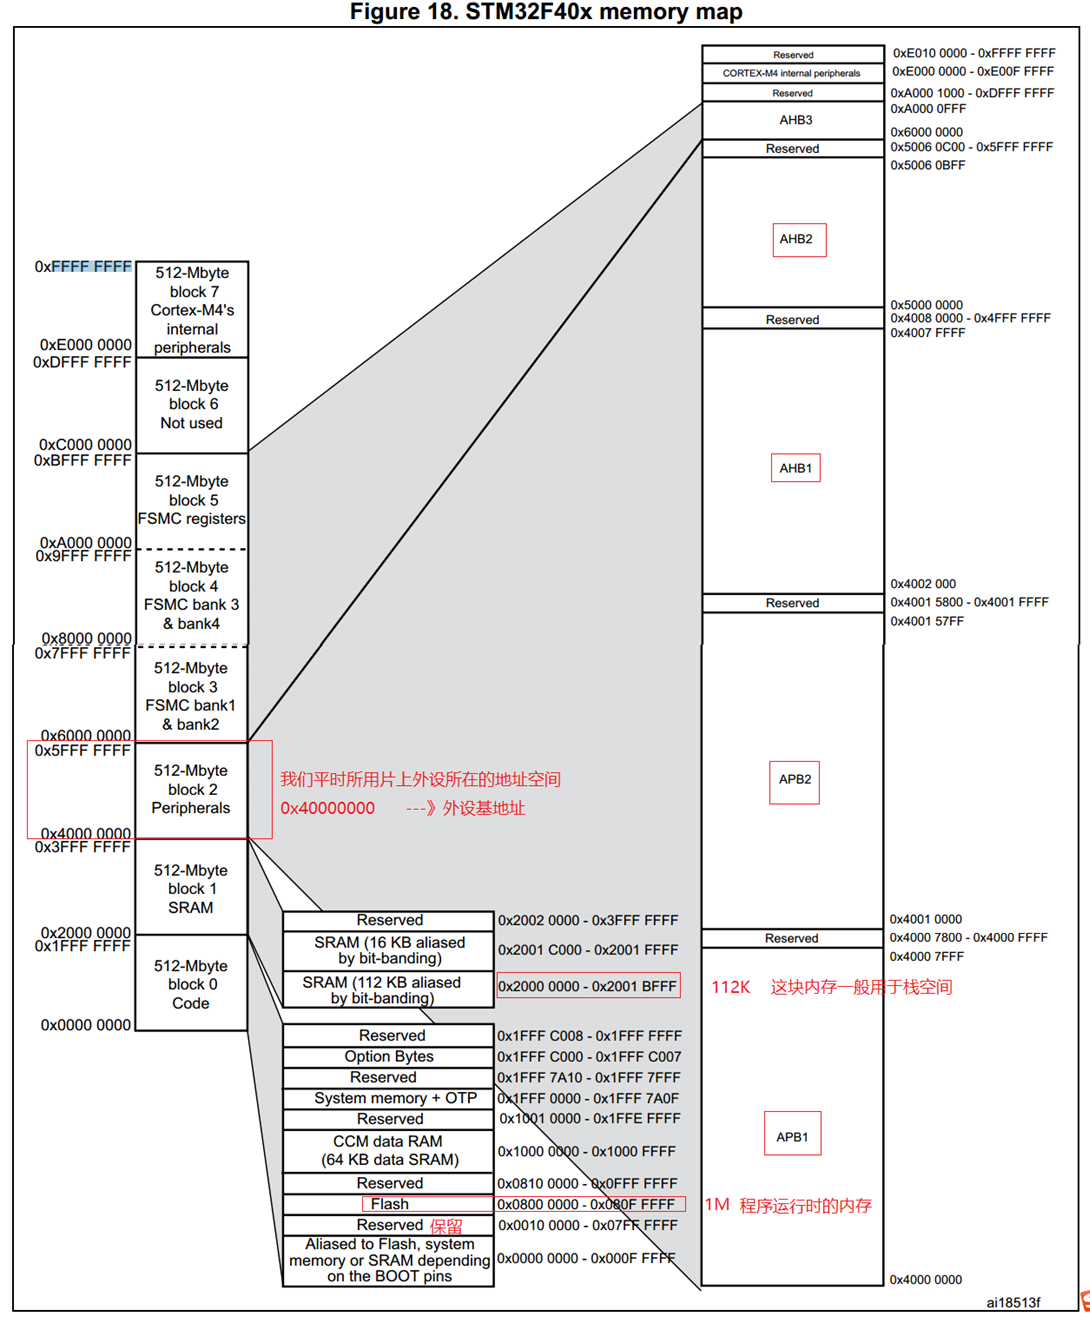 Figure 18. STM32F40x memory map
0xFFFF FFFF
512-Mbyte
block 7
Cortex-M4's
internal
peripherals
0xE000 0000
0xDFFF FFFF
512-Mbyte
block 6
Not used
0xC000 0000
0xBFFF FFFF
512-Mbyte
block 5
FSMC registers
0xA000 0000
0x9FFF FFFF
512-Mbyte
block 4
FSMC bank 3
& bank4
0x8000 0000
0x7FFF FFFF
512-Mbyte
block 3
FSMC bank1
& bank2
0x6000 0000
0x5FFF FFFF
512-Mbyte
block 2
Peripherals
0x4000 0000
0x3FFF FFFF
512-Mbyte
block 1
SRAM
0x2000 0000
0x1FFF FFFF
512-Mbyte
block 0
Code
0x0000 0000
我们平时所用片上外设所在的地址空间
0x40000000 ---》外设基地址
Reserved 0x2002 0000 - 0x3FFF FFFF
SRAM (16 KB aliased
by bit-banding)
0x2001 C000 - 0x2001 FFFF
SRAM (112 KB aliased
by bit-banding)
0x2000 0000 - 0x2001 BFFF
112K 这块内存一般用于栈空间
Reserved 0x1FFF C008 - 0x1FFF FFFF
Option Bytes 0x1FFF C000 - 0x1FFF C007
Reserved 0x1FFF 7A10 - 0x1FFF 7FFF
System memory + OTP 0x1FFF 0000 - 0x1FFF 7A0F
Reserved 0x1001 0000 - 0x1FFE FFFF
CCM data RAM
(64 KB data SRAM)
0x1000 0000 - 0x1000 FFFF
Reserved 0x0810 0000 - 0x0FFF FFFF
Flash 0x0800 0000 - 0x080F FFFF
1M 程序运行时的内存
Reserved 保留 0x0010 0000 - 0x07FF FFFF
Aliased to Flash, system
memory or SRAM depending
on the BOOT pins
0x0000 0000 - 0x000F FFFF
Reserved 0xE010 0000 - 0xFFFF FFFF
CORTEX-M4 internal peripherals 0xE000 0000 - 0xE00F FFFF
Reserved 0xA000 1000 - 0xDFFF FFFF
0xA000 0FFF
AHB3
0x6000 0000
Reserved 0x5006 0C00 - 0x5FFF FFFF
0x5006 0BFF
AHB2
0x5000 0000
Reserved 0x4008 0000 - 0x4FFF FFFF
0x4007 FFFF
AHB1
0x4002 000
Reserved 0x4001 5800 - 0x4001 FFFF
0x4001 57FF
APB2
0x4001 0000
Reserved 0x4000 7800 - 0x4000 FFFF
0x4000 7FFF
APB1
0x4000 0000
ai18513f